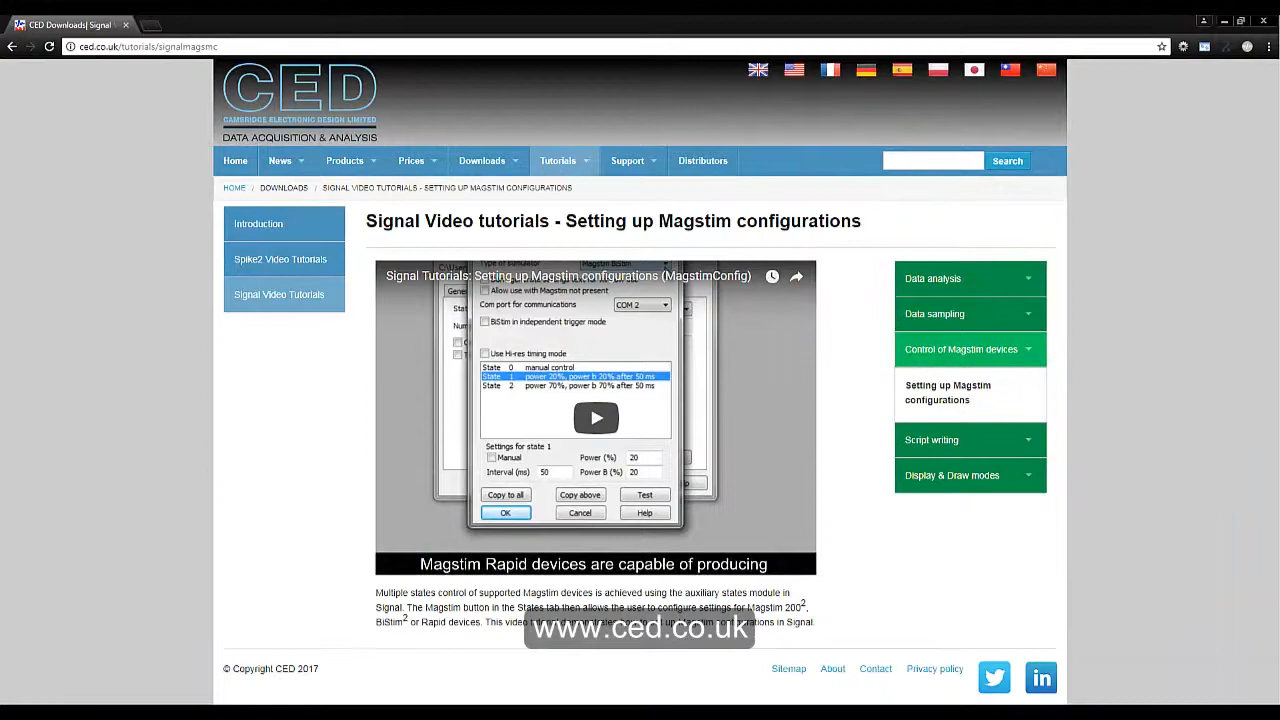 CED Downloads| Signal
ced.co.uk/tutorials/signalmagsmc
CED
CAMBRIDGE ELECTRONIC DESIGN LIMITED
DATA ACQUISITION & ANALYSIS
Home News Products Prices Downloads Tutorials Support Distributors Search
HOME / DOWNLOADS / SIGNAL VIDEO TUTORIALS - SETTING UP MAGSTIM CONFIGURATIONS
Introduction
Spike2 Video Tutorials
Signal Video Tutorials
Signal Video tutorials - Setting up Magstim configurations
Signal Tutorials: Setting up Magstim configurations (MagstimConfig)
Allow use with Magstim not present
Com port for communications COM 2
BiStim in independent trigger mode
Use Hi-res timing mode
State 0 manual control
State 1 power 20%, power b 20% after 50 ms
State 2 power 70%, power b 70% after 50 ms
Settings for state 1
Manual Power (%) 20
Interval (ms) 50 Power B (%) 20
Copy to all Copy above Test
OK Cancel Help
Magstim Rapid devices are capable of producing
Data analysis
Data sampling
Control of Magstim devices
Setting up Magstim
configurations
Script writing
Display & Draw modes
Multiple states control of supported Magstim devices is achieved using the auxiliary states module in
Signal. The Magstim button in the States tab then allows the user to configure settings for Magstim 200²,
BiStim² or Rapid devices. This video in Signal.
www.ced.co.uk
© Copyright CED 2017
Sitemap About Contact Privacy policy
in